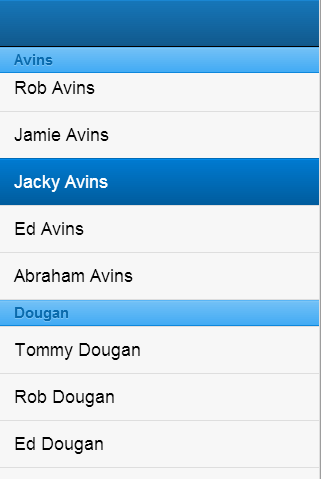 Avins
Rob Avins
Jamie Avins
Jacky Avins
Ed Avins
Abraham Avins
Dougan
Tommy Dougan
Rob Dougan
Ed Dougan